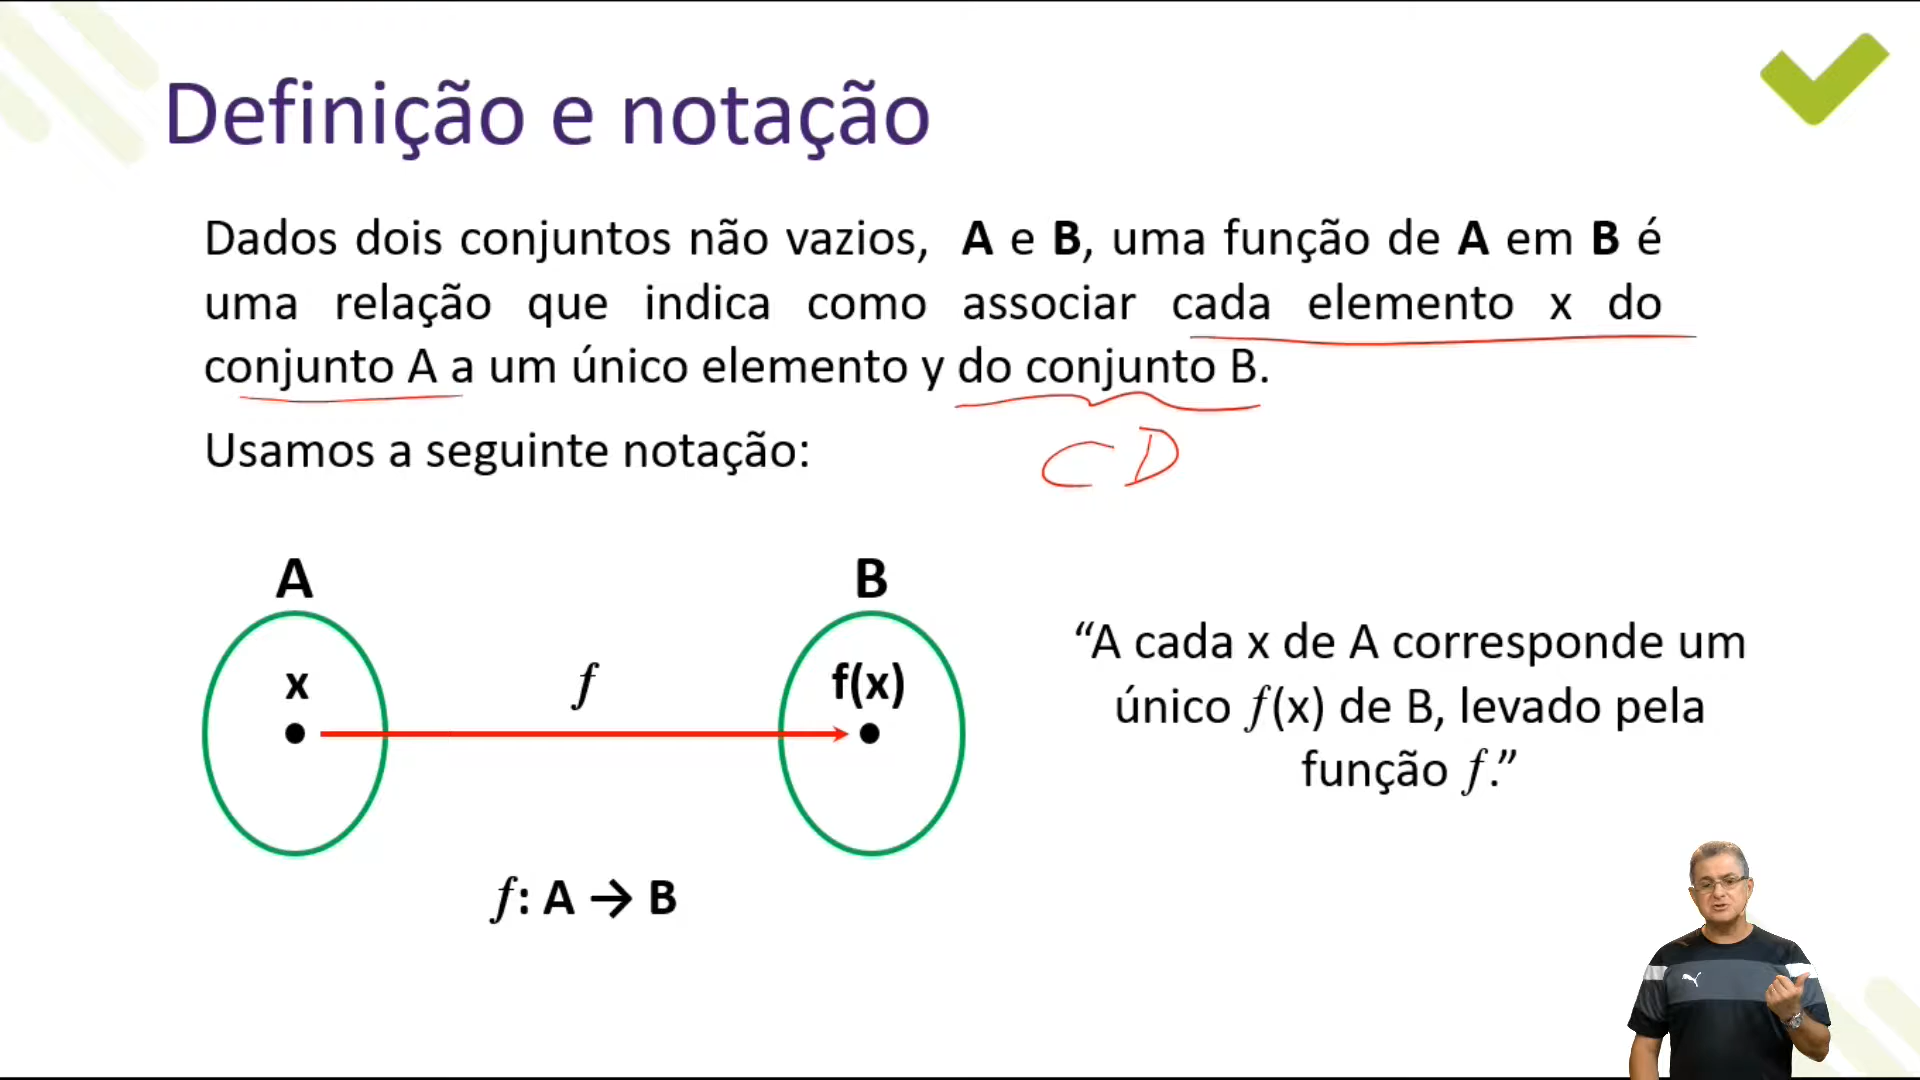 Definição e notação
Dados dois conjuntos não vazios, A e B, uma função de A em B é
uma relação que indica como associar cada elemento x do
conjunto A a um único elemento y do conjunto B.
CD
Usamos a seguinte notação:
A
B
x
f
f(x)
f: A → B
“A cada x de A corresponde um
único f(x) de B, levado pela
função f.”